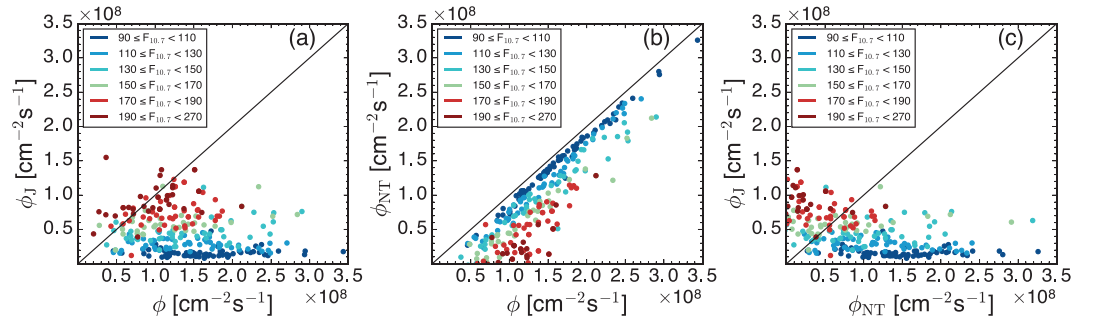 ×10⁸
3.5
3.0
2.5
2.0
1.5
1.0
0.5
ϕ_J [cm⁻²s⁻¹]
(a)
90 ≤ F_10.7 < 110
110 ≤ F_10.7 < 130
130 ≤ F_10.7 < 150
150 ≤ F_10.7 < 170
170 ≤ F_10.7 < 190
190 ≤ F_10.7 < 270
0.5 1.0 1.5 2.0 2.5 3.0 3.5
ϕ [cm⁻²s⁻¹] ×10⁸
×10⁸
3.5
3.0
2.5
2.0
1.5
1.0
0.5
ϕ_NT [cm⁻²s⁻¹]
(b)
90 ≤ F_10.7 < 110
110 ≤ F_10.7 < 130
130 ≤ F_10.7 < 150
150 ≤ F_10.7 < 170
170 ≤ F_10.7 < 190
190 ≤ F_10.7 < 270
0.5 1.0 1.5 2.0 2.5 3.0 3.5
ϕ [cm⁻²s⁻¹] ×10⁸
×10⁸
3.5
3.0
2.5
2.0
1.5
1.0
0.5
ϕ_J [cm⁻²s⁻¹]
(c)
90 ≤ F_10.7 < 110
110 ≤ F_10.7 < 130
130 ≤ F_10.7 < 150
150 ≤ F_10.7 < 170
170 ≤ F_10.7 < 190
190 ≤ F_10.7 < 270
0.5 1.0 1.5 2.0 2.5 3.0 3.5
ϕ_NT [cm⁻²s⁻¹] ×10⁸